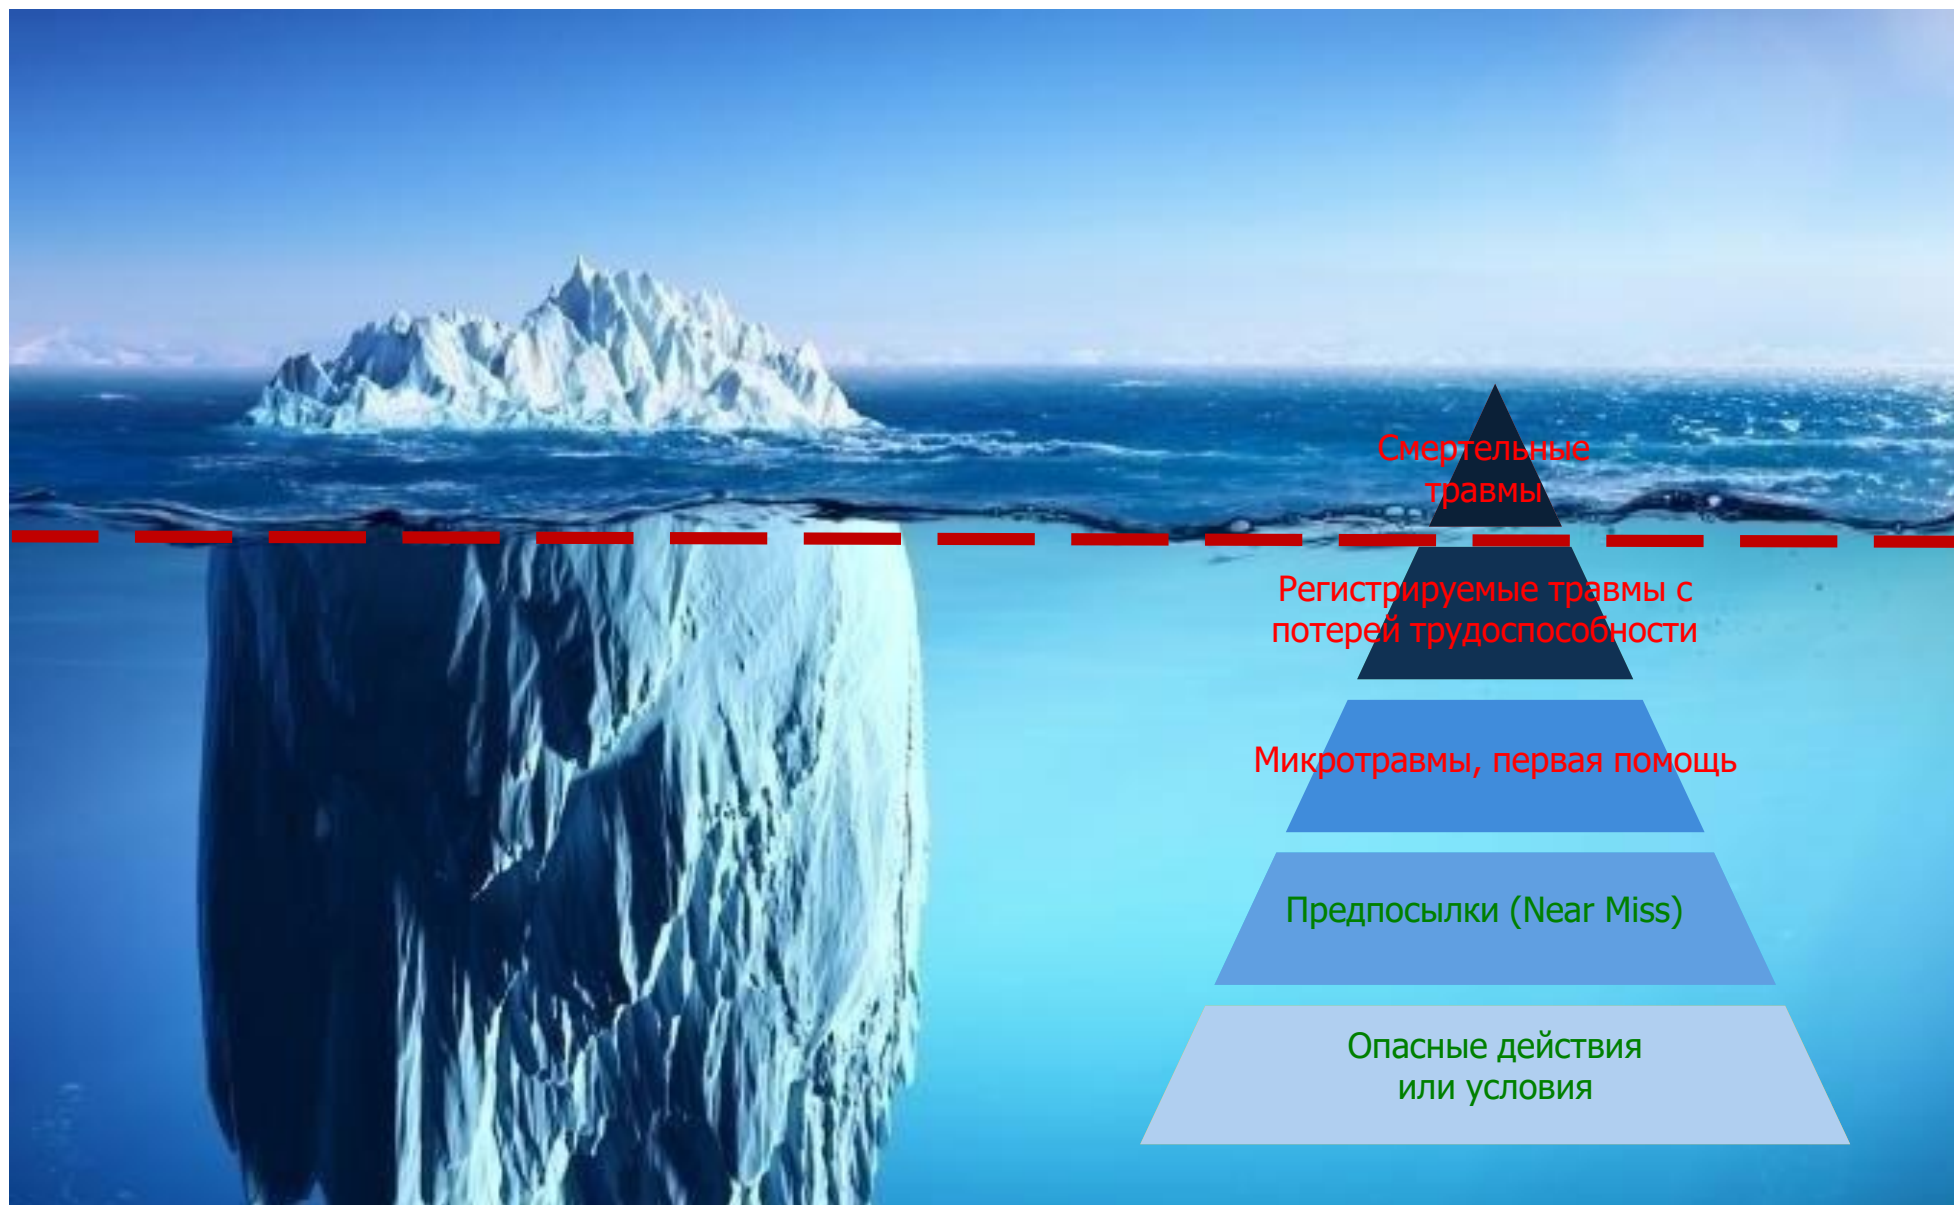 Смертельные
травмы
Регистрируемые травмы с
потерей трудоспособности
Микротравмы, первая помощь
Предпосылки (Near Miss)
Опасные действия
или условия